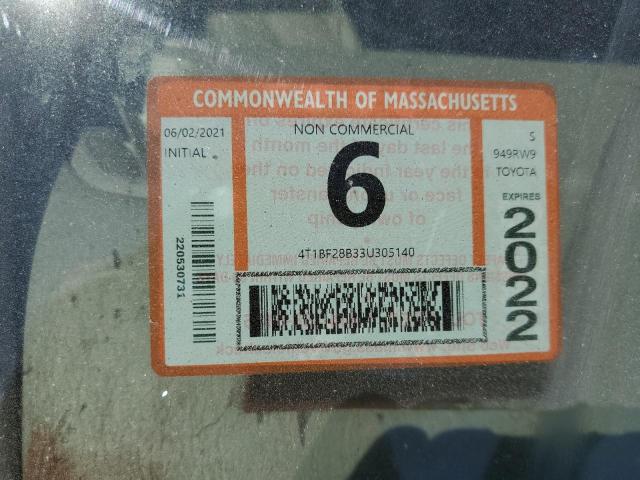 COMMONWEALTH OF MASSACHUSETTS
06/02/2021
INITIAL
220530731
NON COMMERCIAL
6
4T1BF28B33U305140
S
949RW9
TOYOTA
EXPIRES
2022